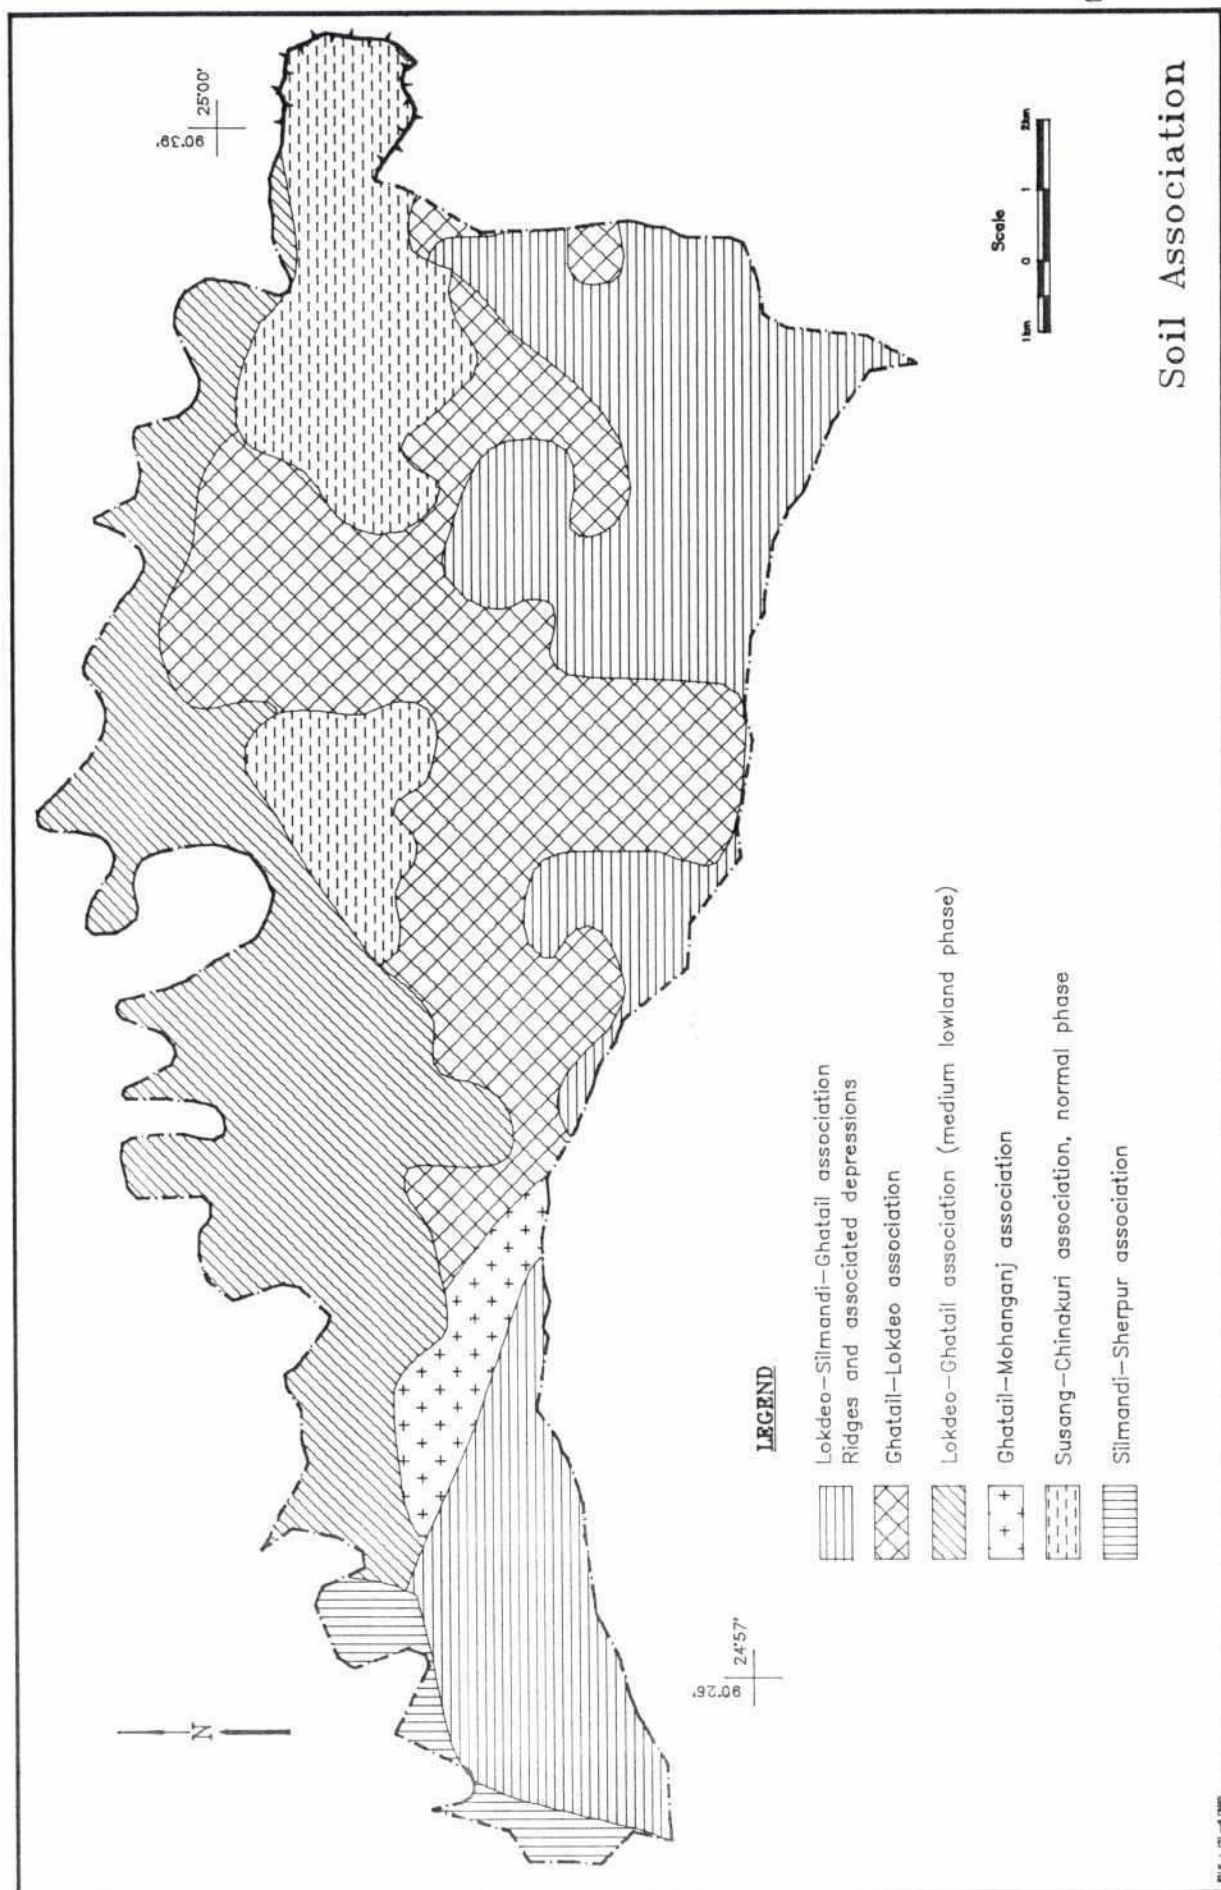 25°00'
90°39'
N
24°57'
90°26'
LEGEND
Lokdeo–Silmandi–Ghatail association
Ridges and associated depressions
Ghatail–Lokdeo association
Lokdeo–Ghatail association (medium lowland phase)
Ghatail–Mohanganj association
Susang–Chinakuri association, normal phase
Silmandi–Sherpur association
Scale
1km 0 1 2km
Soil Association